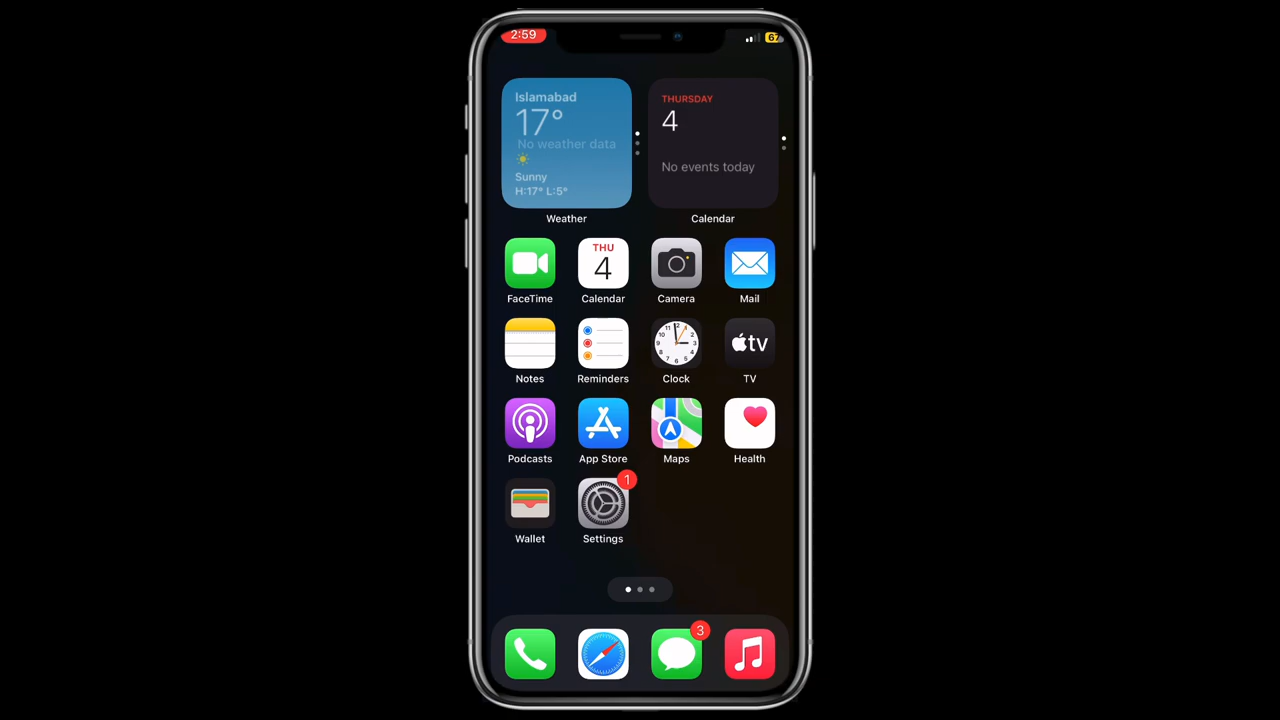 2:59
67
Islamabad
17°
No weather data
Sunny
H:17° L:5°
Weather
THURSDAY
4
No events today
Calendar
FaceTime
THU
4
Calendar
Camera
Mail
Notes
Reminders
Clock
tv
TV
Podcasts
App Store
Maps
Health
Wallet
1
Settings
3